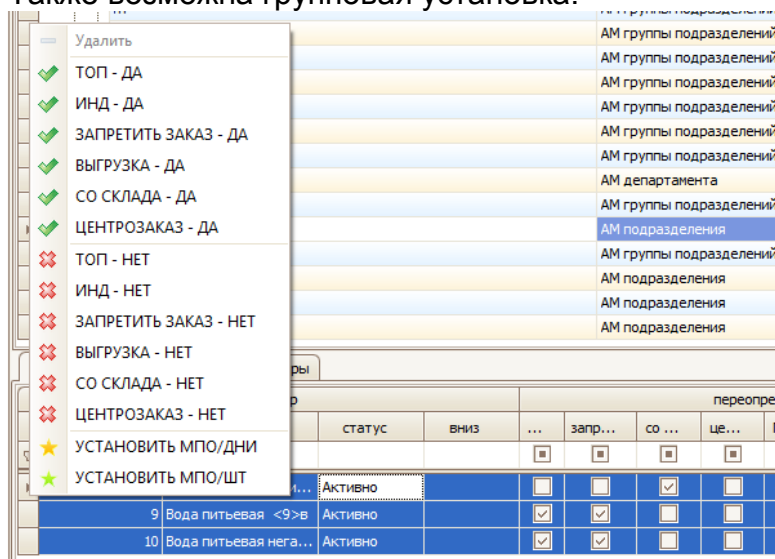 Также возможна групповая установка:
АМ группы подразделений
Удалить
АМ группы подразделений
ТОП - ДА
АМ группы подразделений
АМ группы подразделений
ИНД - ДА
АМ группы подразделений
ЗАПРЕТИТЬ ЗАКАЗ - ДА
АМ группы подразделений
ВЫГРУЗКА - ДА
АМ группы подразделений
АМ департамента
СО СКЛАДА - ДА
АМ группы подразделений
ЦЕНТРОЗАКАЗ - ДА
АМ подразделения
ТОП - НЕТ
АМ группы подразделений
ИНД - НЕТ
АМ подразделения
АМ подразделения
ЗАПРЕТИТЬ ЗАКАЗ - НЕТ
АМ подразделения
ВЫГРУЗКА - НЕТ
ры
СО СКЛАДА - НЕТ
р переопре
ЦЕНТРОЗАКАЗ - НЕТ
статус вниз ... запр... со ... це...
УСТАНОВИТЬ МПО/ДНИ
УСТАНОВИТЬ МПО/ШТ
и... Активно
9 Вода питьевая <9>в Активно
10 Вода питьевая нега... Активно